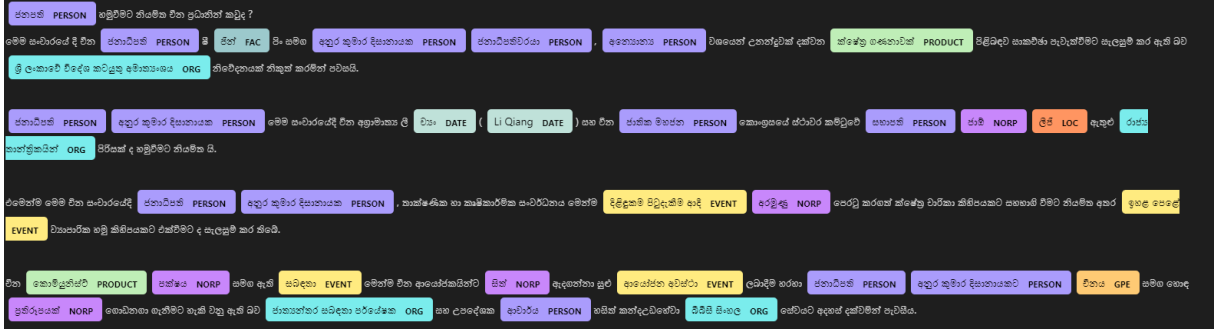 ජනපති PERSON හමුවීමට නියමිත චීන ප්‍රධානීන් කවුද ?
මෙම සංචාරයේ දී චීන ජනාධිපති PERSON ෂී ජින් FAC පිං සමග අනුර කුමාර දිසානායක PERSON ජනාධිපතිවරයා PERSON , අන්‍යොන්‍ය PERSON වශයෙන් උනන්දුවක් දක්වන ක්ෂේත්‍ර ගණනාවක් PRODUCT පිළිබඳව සාකච්ඡා පැවැත්වීමට සැලසුම් කර ඇති බව
ශ්‍රී ලංකාවේ විදේශ කටයුතු අමාත්‍යංශය ORG නිවේදනයක් නිකුත් කරමින් පවසයි.
ජනාධිපති PERSON අනුර කුමාර දිසානායක PERSON මෙම සංචාරයේදී චීන අග්‍රාමාත්‍ය ලී ච්‍යං DATE ( Li Qiang DATE ) සහ චීන ජාතික මහජන PERSON කොංග්‍රසයේ ස්ථාවර කමිටුවේ සභාපති PERSON ජාඕ NORP ලීජි LOC ඇතුළු රාජ්‍ය
තාන්ත්‍රිකයින් ORG පිරිසක් ද හමුවීමට නියමිත යි.
එමෙන්ම මෙම චීන සංචාරයේදී ජනාධිපති PERSON අනුර කුමාර දිසානායක PERSON , තාක්ෂණික හා කෘෂිකාර්මික සංවර්ධනය මෙන්ම දිළිඳුකම පිටුදැකීම ආදී EVENT අරමුණු NORP පෙරටු කරගත් ක්ෂේත්‍ර චාරිකා කිහිපයකට සහභාගි වීමට නියමිත අතර ඉහළ පෙළේ
EVENT ව්‍යාපාරික හමු කිහිපයකට එක්වීමට ද සැලසුම් කර තිබේ.
චීන කොමියුනිස්ට් PRODUCT පක්ෂය NORP සමග ඇති සබඳතා EVENT මෙන්ම චීන ආයෝජකයින්ට සිත් NORP ඇදගන්නා සුළු ආයෝජන අවස්ථා EVENT ලබාදීම හරහා ජනාධිපති PERSON අනුර කුමාර දිසානායකට PERSON චීනය GPE සමග හොඳ
ප්‍රතිරූපයක් NORP ගොඩනගා ගැනීමට හැකි වනු ඇති බව ජාත්‍යන්තර සබඳතා පර්යේෂක ORG සහ උපදේශක ආචාර්ය PERSON හසිත් කන්දඋඩහේවා බීබීසී සිංහල ORG සේවයට අදහස් දක්වමින් පැවසීය.